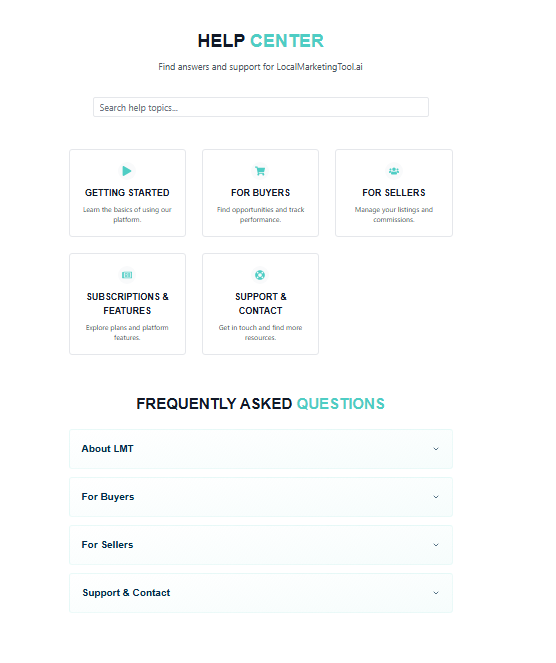 HELP CENTER
Find answers and support for LocalMarketingTool.ai
Search help topics...
GETTING STARTED
Learn the basics of using our
platform.
FOR BUYERS
Find opportunities and track
performance.
FOR SELLERS
Manage your listings and
commissions.
SUBSCRIPTIONS &
FEATURES
Explore plans and platform
features.
SUPPORT &
CONTACT
Get in touch and find more
resources.
FREQUENTLY ASKED QUESTIONS
About LMT
For Buyers
For Sellers
Support & Contact